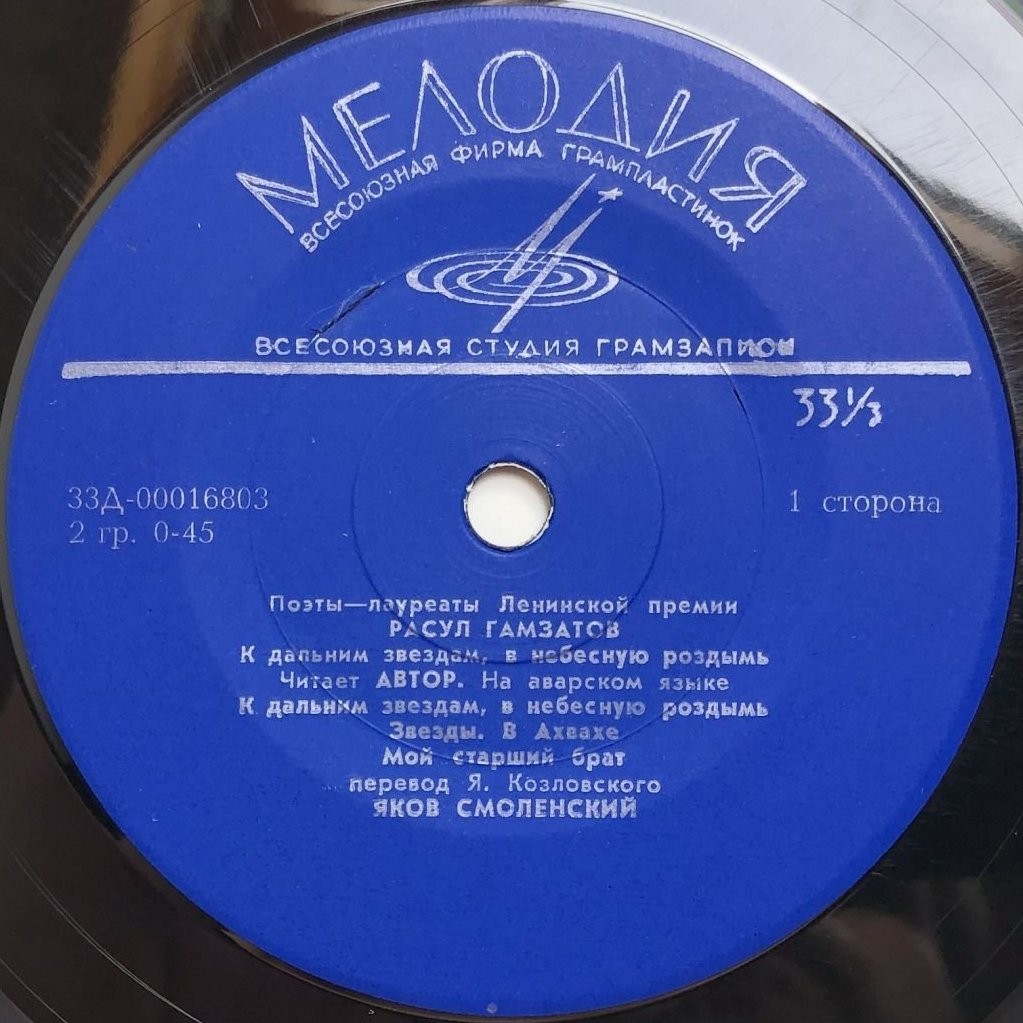 МЕЛОДИЯ
ВСЕСОЮЗНАЯ ФИРМА ГРАМПЛАСТИНОК
ВСЕСОЮЗНАЯ СТУДИЯ ГРАМЗАПИСИ
33⅓
33Д-00016803
1 сторона
2 гр. 0-45
Поэты—лауреаты Ленинской премии
РАСУЛ ГАМЗАТОВ
К дальним звездам, в небесную роздымь
Читает АВТОР. На аварском языке
К дальним звездам, в небесную роздымь
Звезды. В Ахвахе
Мой старший брат
перевод Я. Козловского
ЯКОВ СМОЛЕНСКИЙ